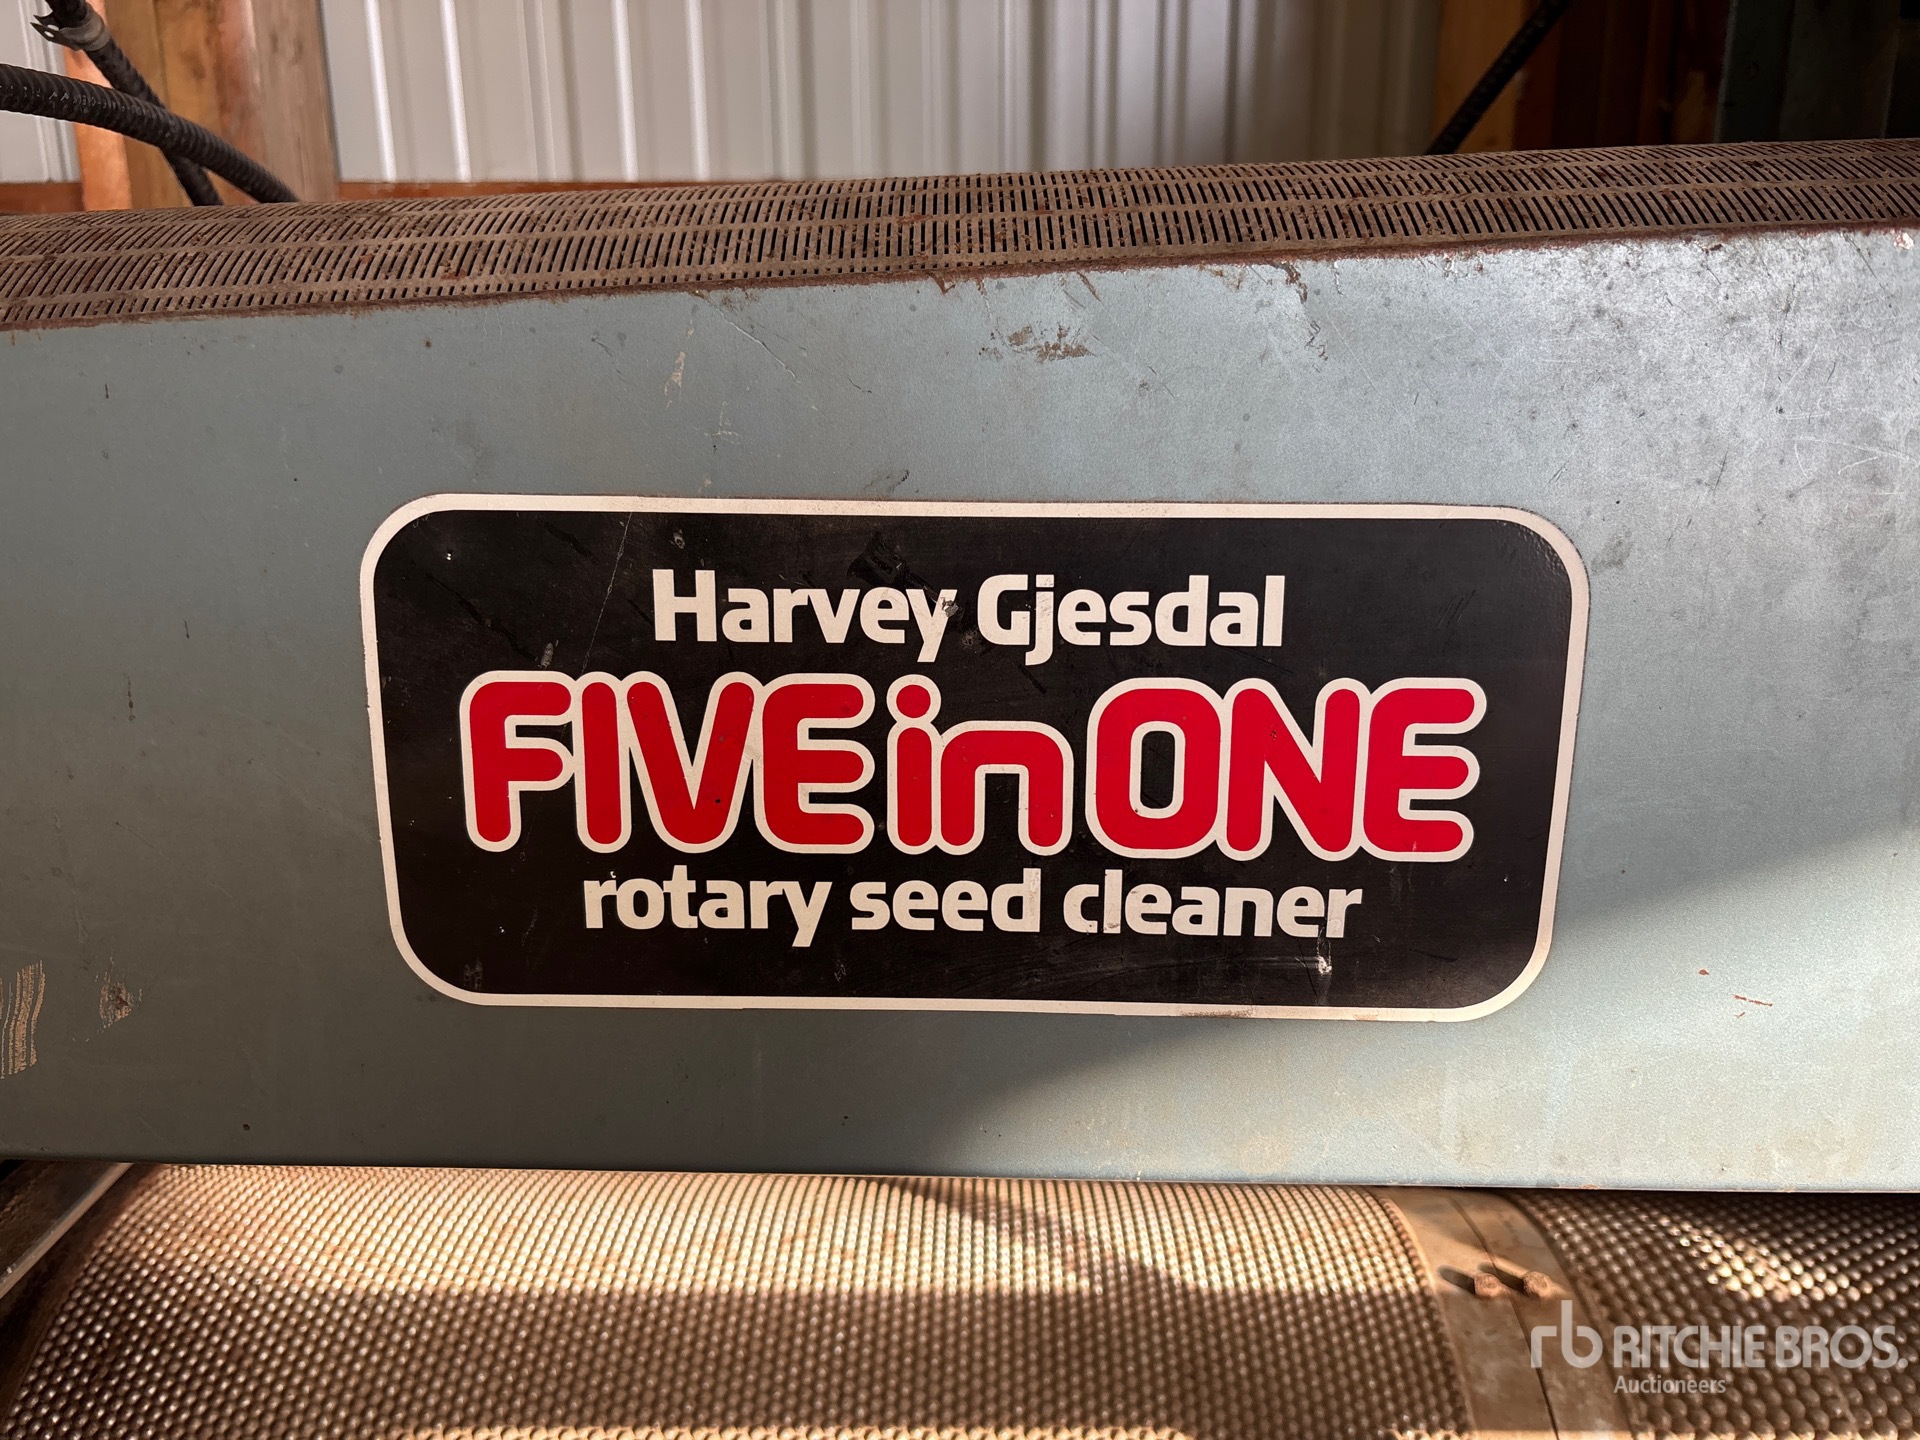 Harvey Gjesdal
FIVE in ONE
rotary seed cleaner
rb RITCHIE BROS.
Auctioneers